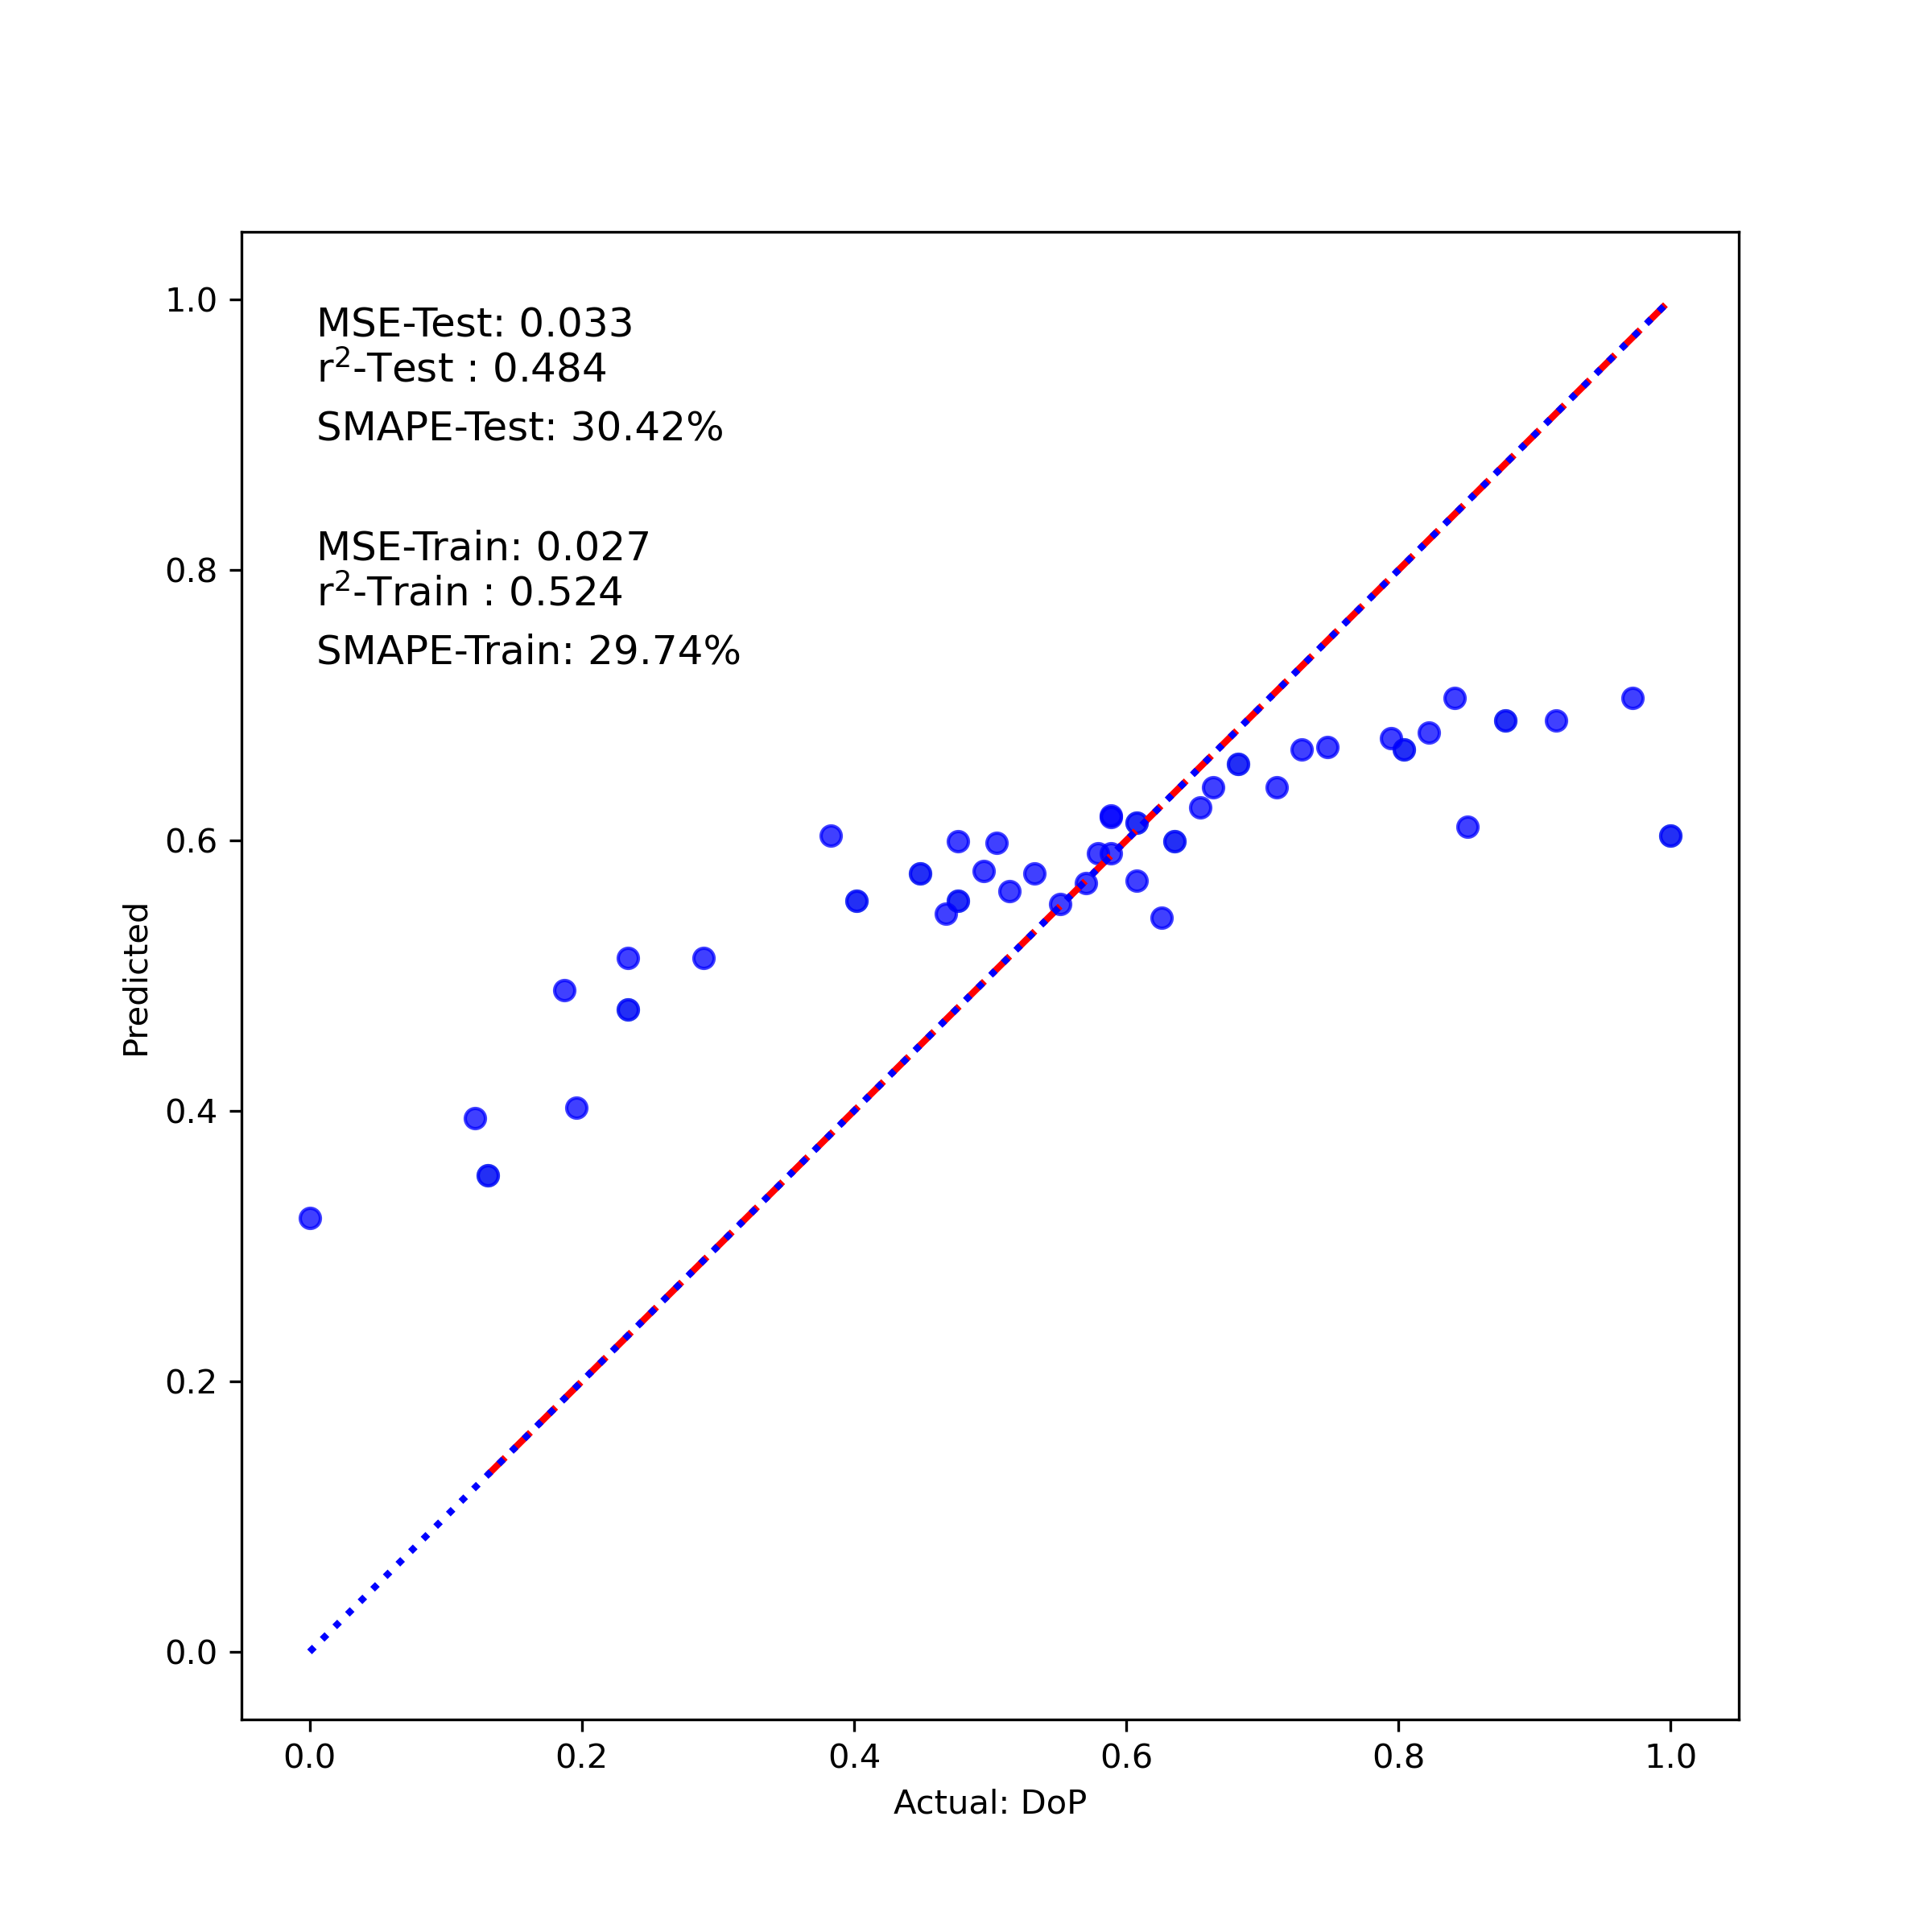 MSE-Test: 0.033
r²-Test : 0.484
SMAPE-Test: 30.42%
MSE-Train: 0.027
r²-Train : 0.524
SMAPE-Train: 29.74%
1.0
0.8
0.6
0.4
0.2
0.0
Predicted
0.0 0.2 0.4 0.6 0.8 1.0
Actual: DoP